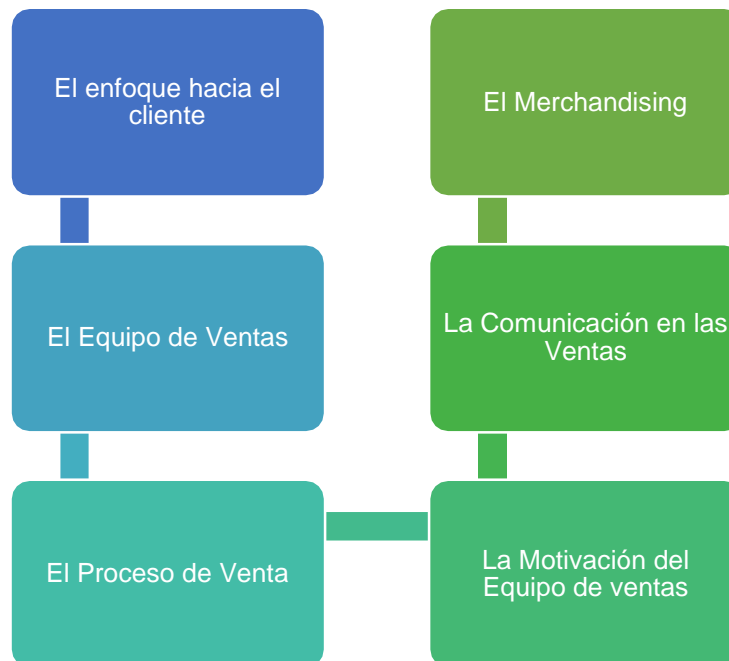 El enfoque hacia el
cliente
El Equipo de Ventas
El Proceso de Venta
La Motivación del
Equipo de ventas
La Comunicación en las
Ventas
El Merchandising